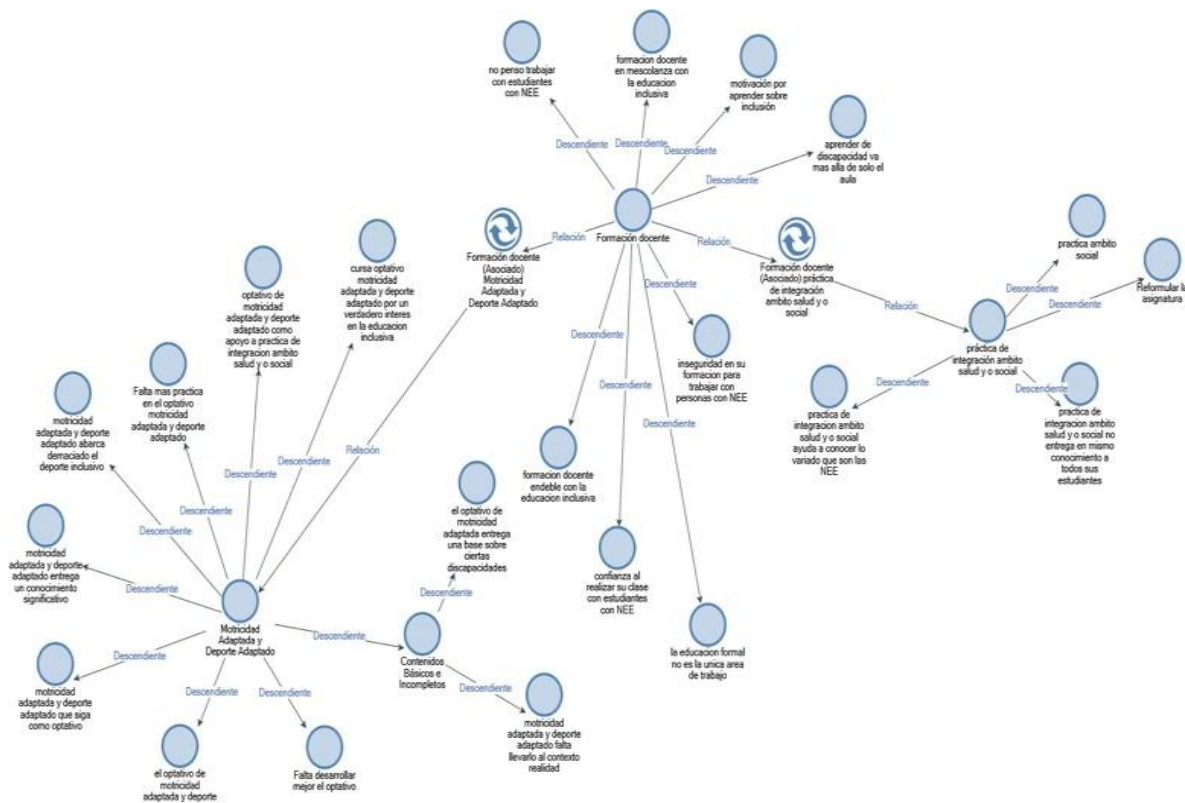 no penso trabajar
con estudiantes
con NEE
formacion docente
en mescolanza con
la educacion
inclusiva
motivación por
aprender sobre
inclusión
aprender de
discapacidad va
mas alla de solo el
aula
Descendiente
Descendiente
Descendiente
Descendiente
Formación docente
Relación
Relación
Formación docente
(Asociado)
Motricidad
Adaptada y
Deporte Adaptado
Formación docente
(Asociado) práctica
de integración
ambito salud y o
social
practica ambito
social
Reformular la
asignatura
Descendiente
Descendiente
Relación
práctica de
integración ambito
salud y o social
Descendiente
Descendiente
practica de
integracion ambito
salud y o social
ayuda a conocer lo
variado que son las
NEE
practica de
integracion ambito
salud y o social no
entrega en mismo
conocimiento a
todos sus
estudiantes
cursa optativo
motricidad
adaptada y deporte
adaptado por un
verdadero interes
en la educacion
inclusiva
optativo de
motricidad
adaptada y deporte
adaptado como
apoyo a practica de
integracion ambito
salud y o social
Falta mas practica
en el optativo
motricidad
adaptada y deporte
adaptado
motricidad
adaptada y deporte
adaptado abarca
demaciado el
deporte inclusivo
inseguridad en su
formacion para
trabajar con
personas con NEE
Descendiente
Descendiente
Descendiente
Descendiente
formacion docente
endeble con la
educacion inclusiva
confianza al
realizar su clase
con estudiantes
con NEE
la educacion formal
no es la unica area
de trabajo
Relación
Descendiente
Descendiente
Descendiente
Descendiente
motricidad
adaptada y deporte
adaptado entrega
un conocimiento
significativo
Descendiente
Motricidad
Adaptada y
Deporte Adaptado
Descendiente
Contenidos
Básicos e
Incompletos
Descendiente
el optativo de
motricidad
adaptada entrega
una base sobre
ciertas
discapacidades
Descendiente
motricidad
adaptada y deporte
adaptado falta
llevarlo al contexto
realidad
Descendiente
motricidad
adaptada y deporte
adaptado que siga
como optativo
Descendiente
Descendiente
el optativo de
motricidad
adaptada y deporte
Falta desarrollar
mejor el optativo